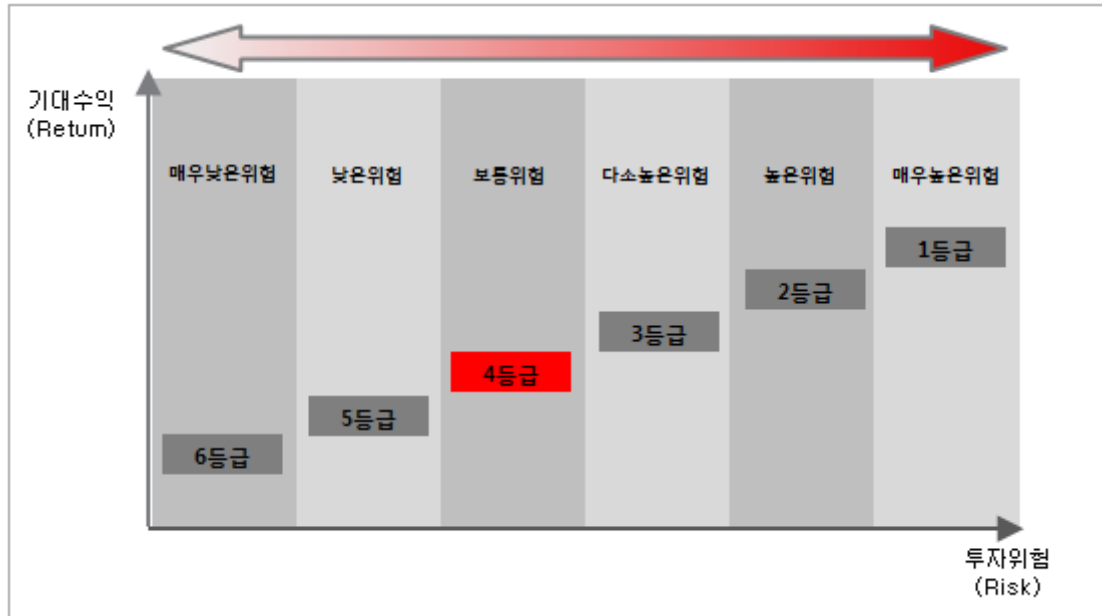 기대수익
(Retum)
매우낮은위험
낮은위험
보통위험
다소높은위험
높은위험
매우높은위험
1등급
2등급
3등급
4등급
5등급
6등급
투자위험
(Risk)